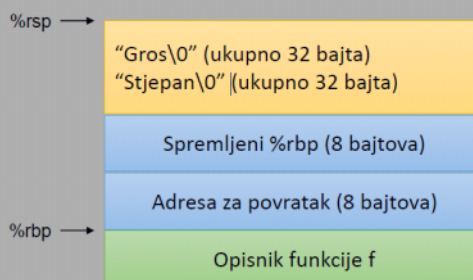 %rsp
“Gros\0” (ukupno 32 bajta)
“Stjepan\0” (ukupno 32 bajta)
Spremljeni %rbp (8 bajtova)
Adresa za povratak (8 bajtova)
%rbp
Opisnik funkcije f